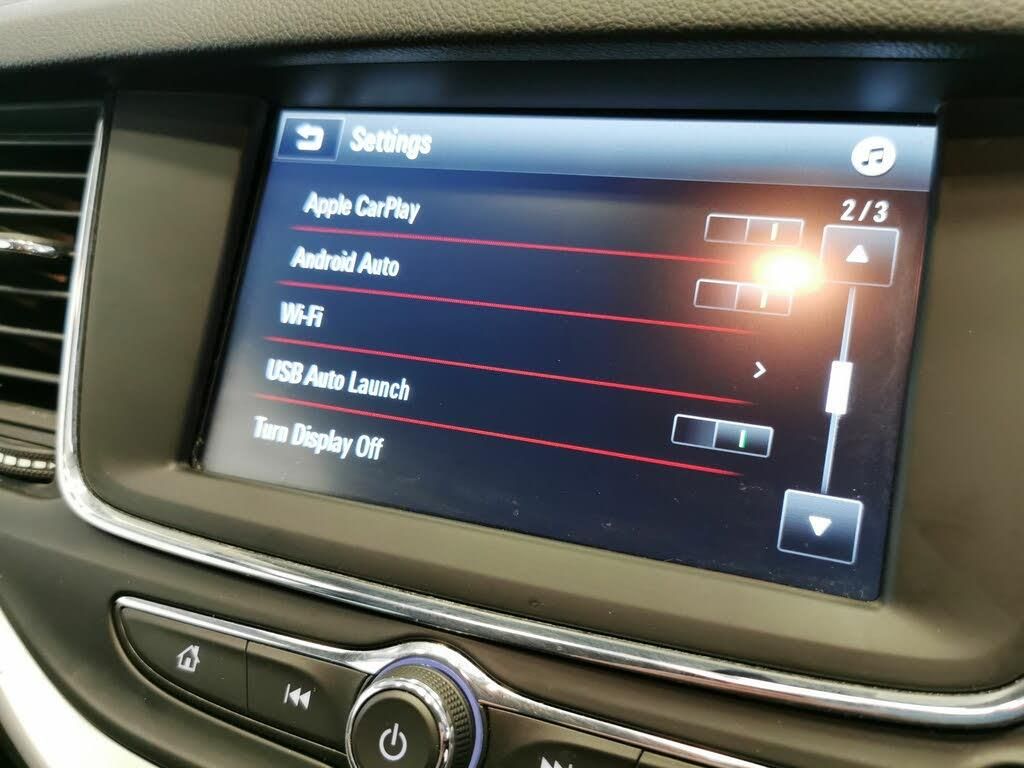 Settings
2/3
Apple CarPlay
Android Auto
Wi-Fi
USB Auto Launch
Turn Display Off